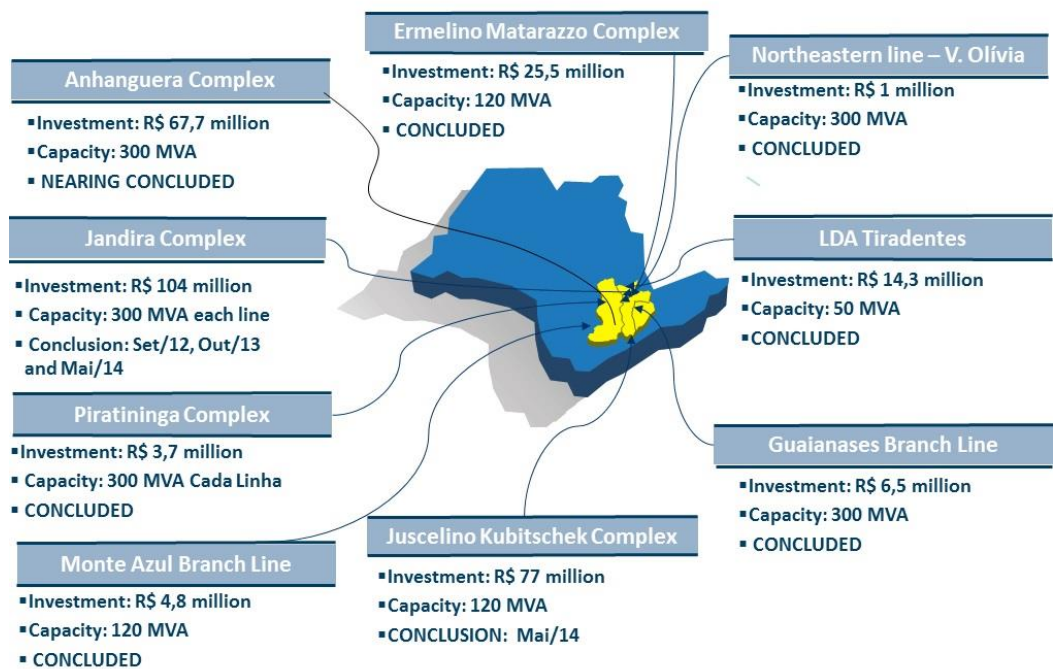 Ermelino Matarazzo Complex
▪Investment: R$ 25,5 million
▪Capacity: 120 MVA
▪ CONCLUDED
Northeastern line – V. Olívia
▪Investment: R$ 1 million
▪Capacity: 300 MVA
▪ CONCLUDED
Anhanguera Complex
▪Investment: R$ 67,7 million
▪Capacity: 300 MVA
▪ NEARING CONCLUDED
Jandira Complex
▪Investment: R$ 104 million
▪ Capacity: 300 MVA each line
▪ Conclusion: Set/12, Out/13
and Mai/14
LDA Tiradentes
▪Investment: R$ 14,3 million
▪Capacity: 50 MVA
▪CONCLUDED
Piratininga Complex
▪Investment: R$ 3,7 million
▪ Capacity: 300 MVA Cada Linha
▪ CONCLUDED
Guaianases Branch Line
▪Investment: R$ 6,5 million
▪Capacity: 300 MVA
▪ CONCLUDED
Monte Azul Branch Line
▪Investment: R$ 4,8 million
▪Capacity: 120 MVA
▪ CONCLUDED
Juscelino Kubitschek Complex
▪Investment: R$ 77 million
▪Capacity: 120 MVA
▪CONCLUSION: Mai/14